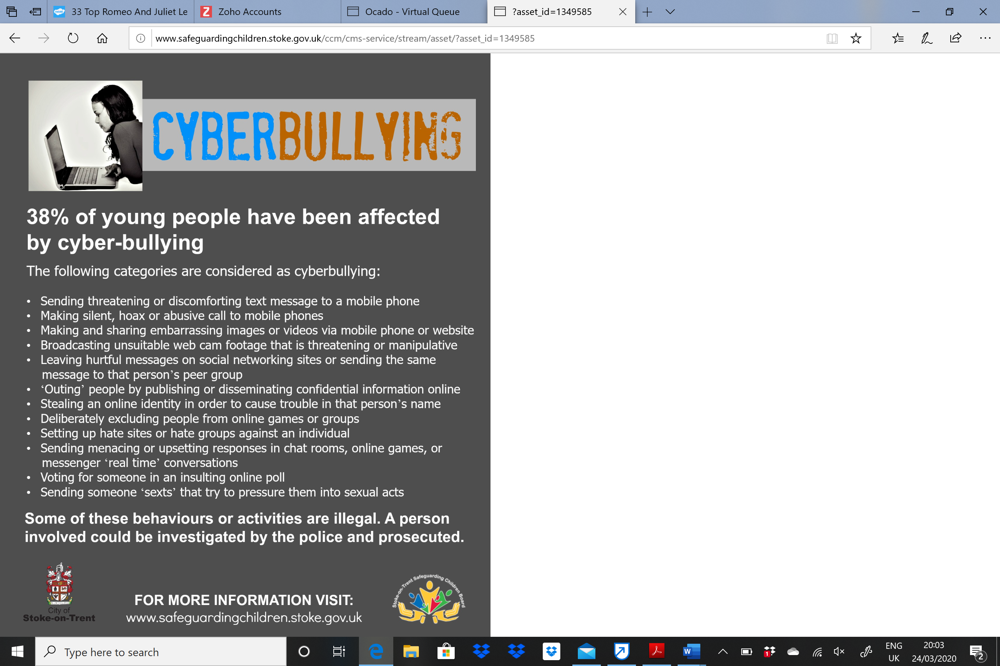 33 Top Romeo And Juliet Le
Zoho Accounts
Ocado - Virtual Queue
?asset_id=1349585
www.safeguardingchildren.stoke.gov.uk/ccm/cms-service/stream/asset/?asset_id=1349585
CYBERBULLYING
38% of young people have been affected
by cyber-bullying
The following categories are considered as cyberbullying:
• Sending threatening or discomforting text message to a mobile phone
• Making silent, hoax or abusive call to mobile phones
• Making and sharing embarrassing images or videos via mobile phone or website
• Broadcasting unsuitable web cam footage that is threatening or manipulative
• Leaving hurtful messages on social networking sites or sending the same
message to that person’s peer group
• ‘Outing’ people by publishing or disseminating confidential information online
• Stealing an online identity in order to cause trouble in that person’s name
• Deliberately excluding people from online games or groups
• Setting up hate sites or hate groups against an individual
• Sending menacing or upsetting responses in chat rooms, online games, or
messenger ‘real time’ conversations
• Voting for someone in an insulting online poll
• Sending someone ‘sexts’ that try to pressure them into sexual acts
Some of these behaviours or activities are illegal. A person
involved could be investigated by the police and prosecuted.
City of
Stoke-on-Trent
FOR MORE INFORMATION VISIT:
www.safeguardingchildren.stoke.gov.uk
Stoke-on-Trent Safeguarding Children Board
Type here to search
1
ENG
UK
20:03
24/03/2020
2